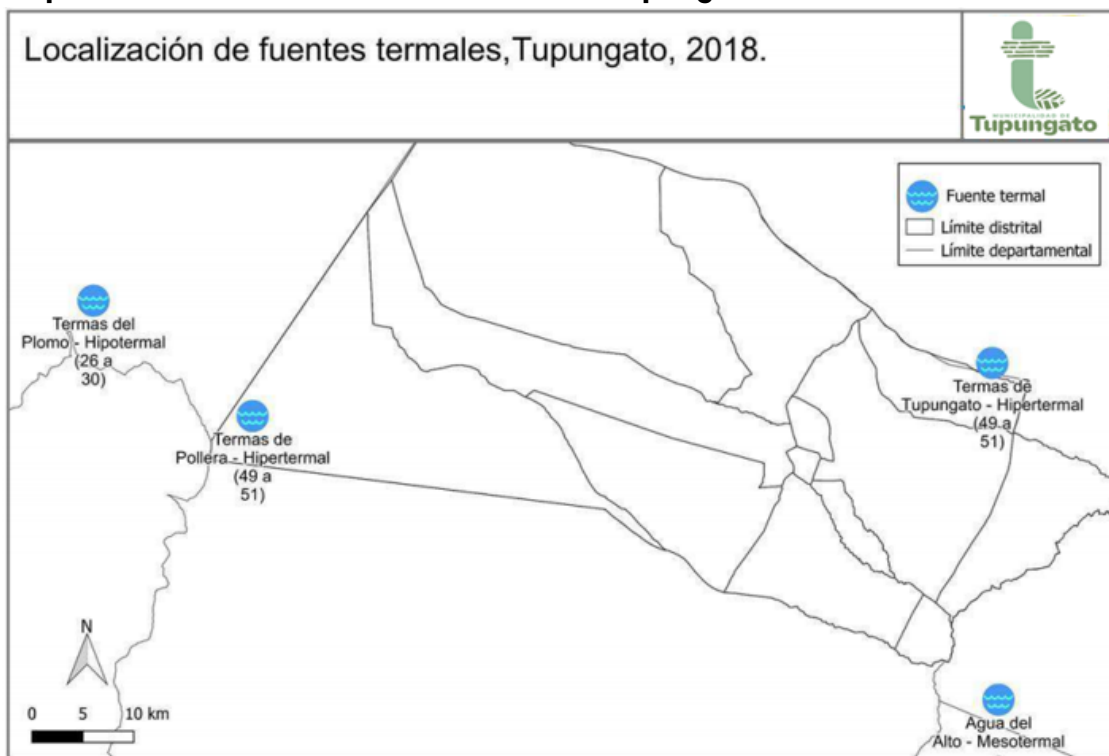 Localización de fuentes termales,Tupungato, 2018.
MUNICIPALIDAD DE
Tupungato
Fuente termal
Límite distrital
Límite departamental
Termas del
Plomo - Hipotermal
(26 a
30)
Termas de
Pollera - Hipertermal
(49 a
51)
Termas de
Tupungato - Hipertermal
(49 a
51)
N
0 5 10 km
Agua del
Alto - Mesotermal